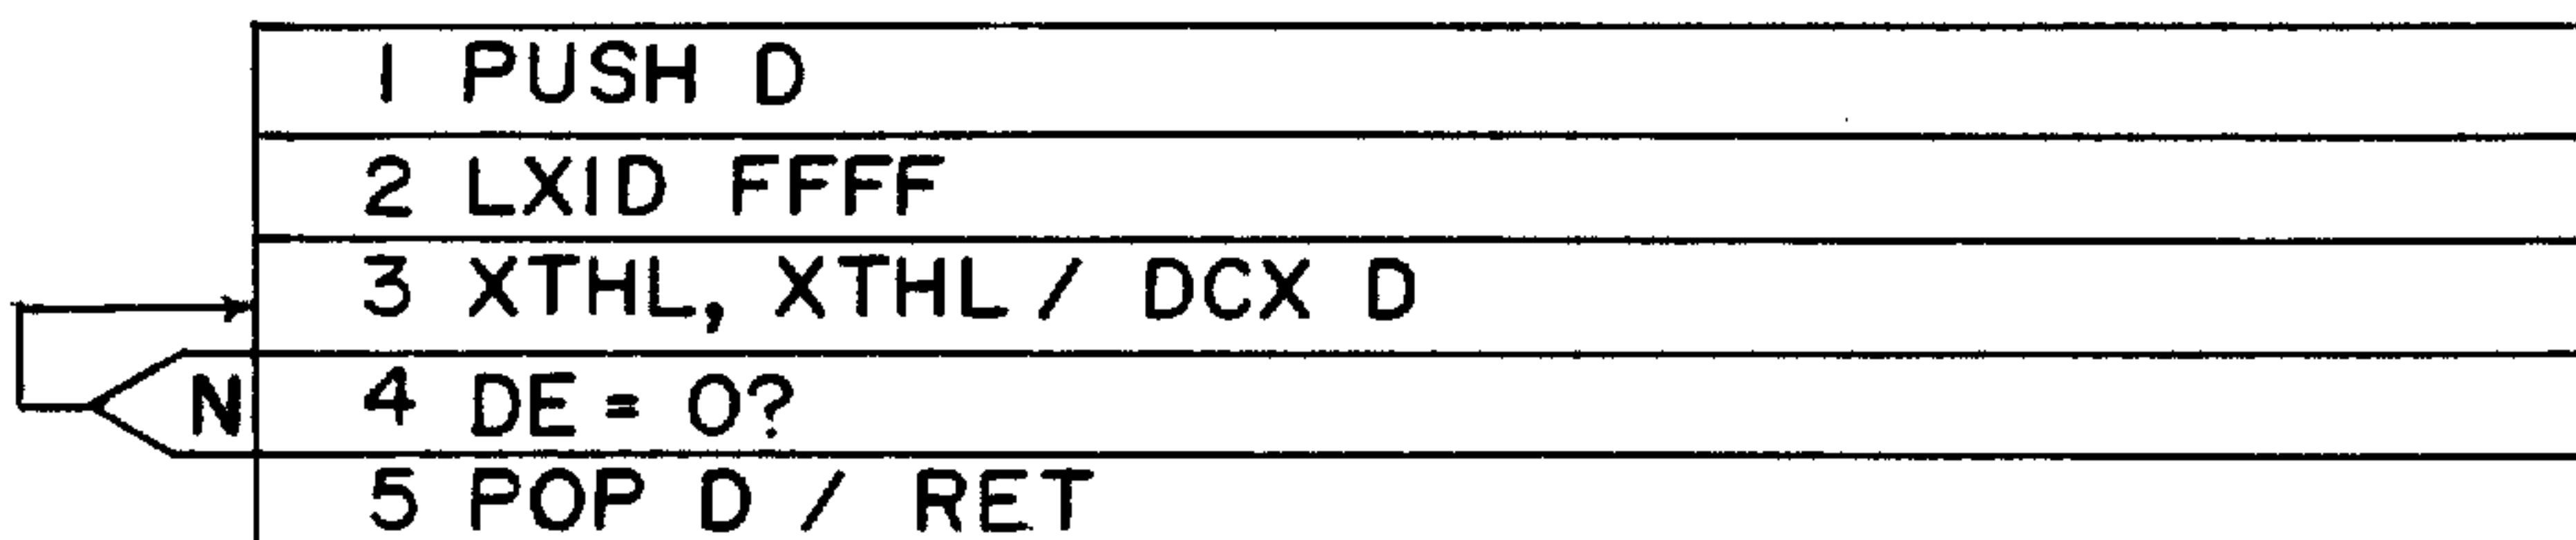 1 PUSH D
2 LXID FFFF
3 XTHL, XTHL / DCX D
N 4 DE = 0?
5 POP D / RET